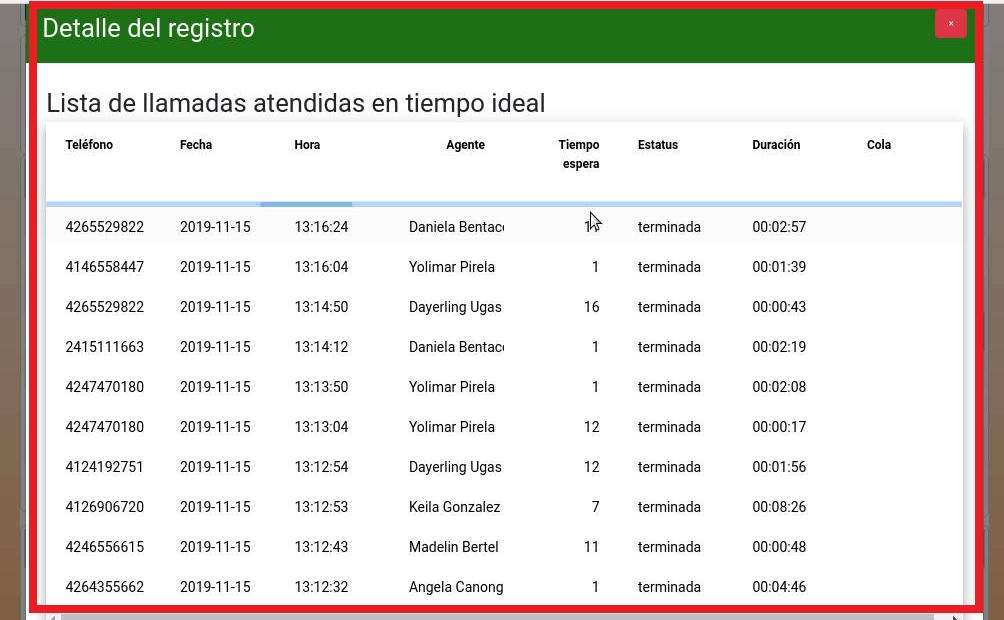 Detalle del registro
×
Lista de llamadas atendidas en tiempo ideal
Teléfono Fecha Hora Agente Tiempo espera Estatus Duración Cola
4265529822 2019-11-15 13:16:24 Daniela Bentac terminada 00:02:57
4146558447 2019-11-15 13:16:04 Yolimar Pirela 1 terminada 00:01:39
4265529822 2019-11-15 13:14:50 Dayerling Ugas 16 terminada 00:00:43
2415111663 2019-11-15 13:14:12 Daniela Bentac 1 terminada 00:02:19
4247470180 2019-11-15 13:13:50 Yolimar Pirela 1 terminada 00:02:08
4247470180 2019-11-15 13:13:04 Yolimar Pirela 12 terminada 00:00:17
4124192751 2019-11-15 13:12:54 Dayerling Ugas 12 terminada 00:01:56
4126906720 2019-11-15 13:12:53 Keila Gonzalez 7 terminada 00:08:26
4246556615 2019-11-15 13:12:43 Madelin Bertel 11 terminada 00:00:48
4264355662 2019-11-15 13:12:32 Angela Canong 1 terminada 00:04:46